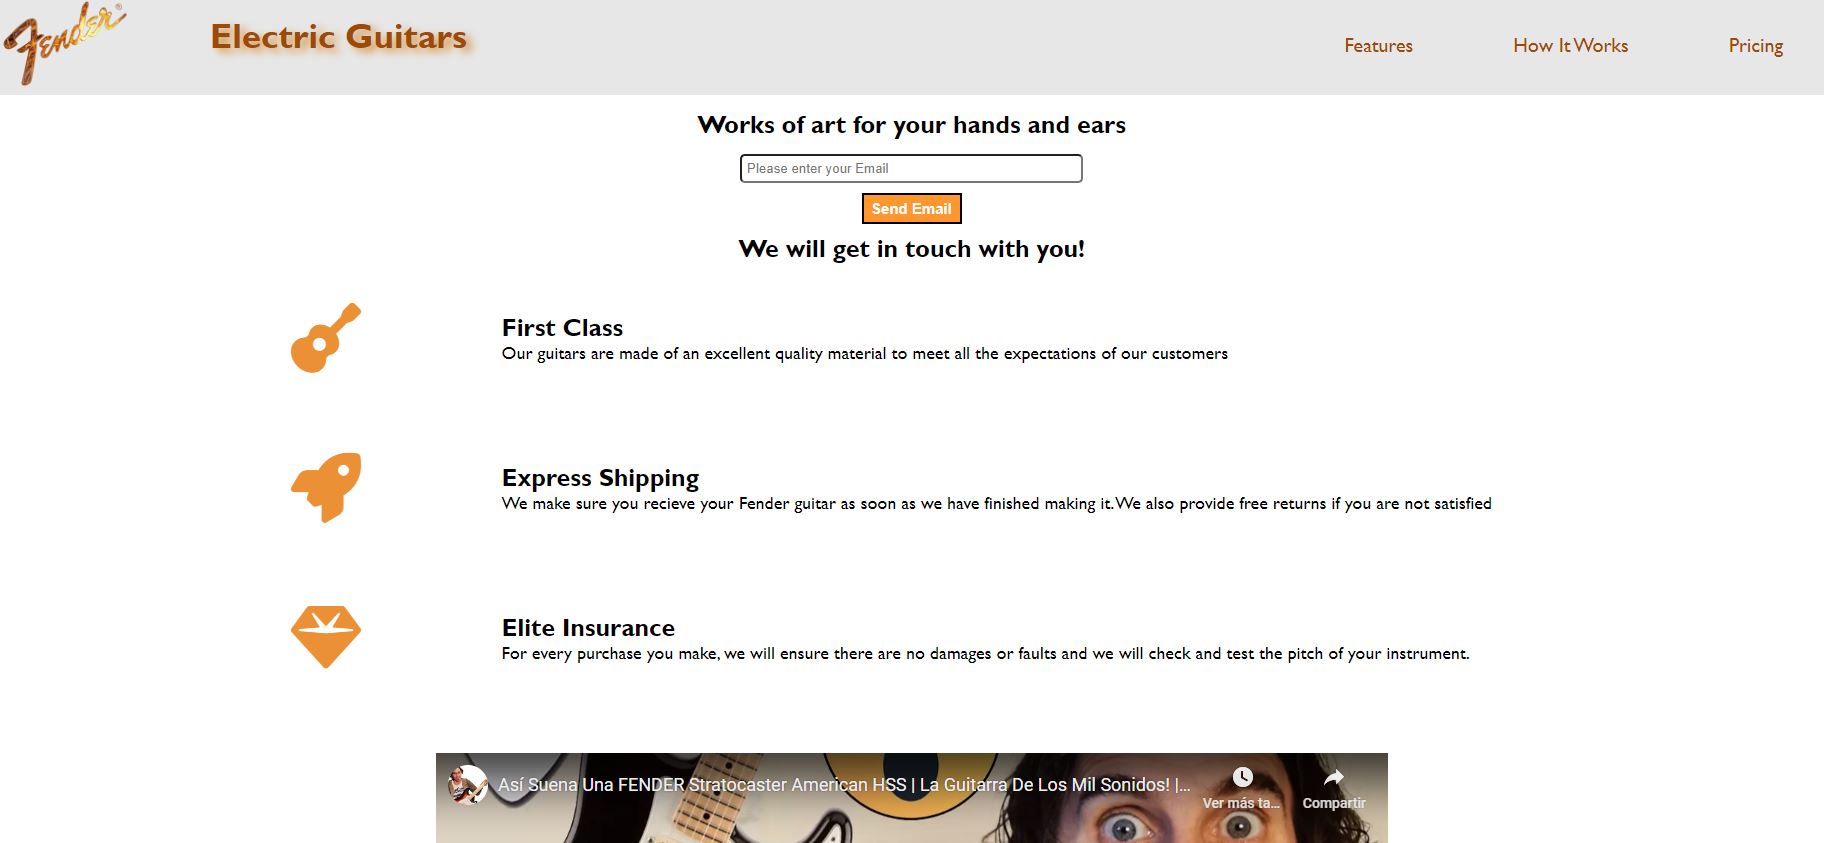 Fender®
Electric Guitars
Features
How It Works
Pricing
Works of art for your hands and ears
Please enter your Email
Send Email
We will get in touch with you!
First Class
Our guitars are made of an excellent quality material to meet all the expectations of our customers
Express Shipping
We make sure you recieve your Fender guitar as soon as we have finished making it. We also provide free returns if you are not satisfied
Elite Insurance
For every purchase you make, we will ensure there are no damages or faults and we will check and test the pitch of your instrument.
Así Suena Una FENDER Stratocaster American HSS | La Guitarra De Los Mil Sonidos! |...
Ver más ta...
Compartir